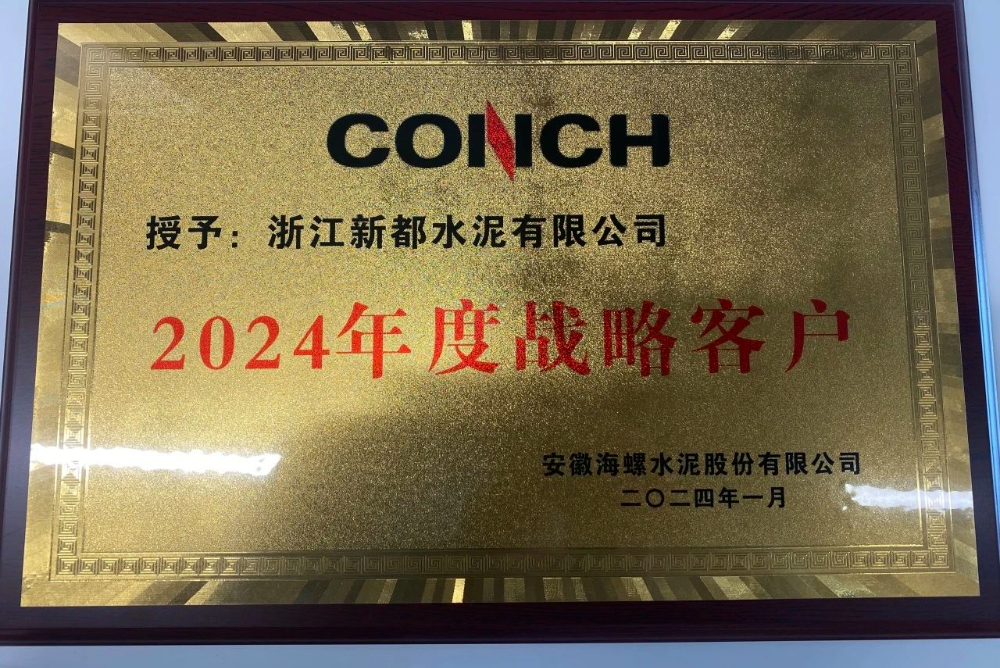 CONCH
授予：浙江新都水泥有限公司
2024年度战略客户
安徽海螺水泥股份有限公司
二〇二四年一月